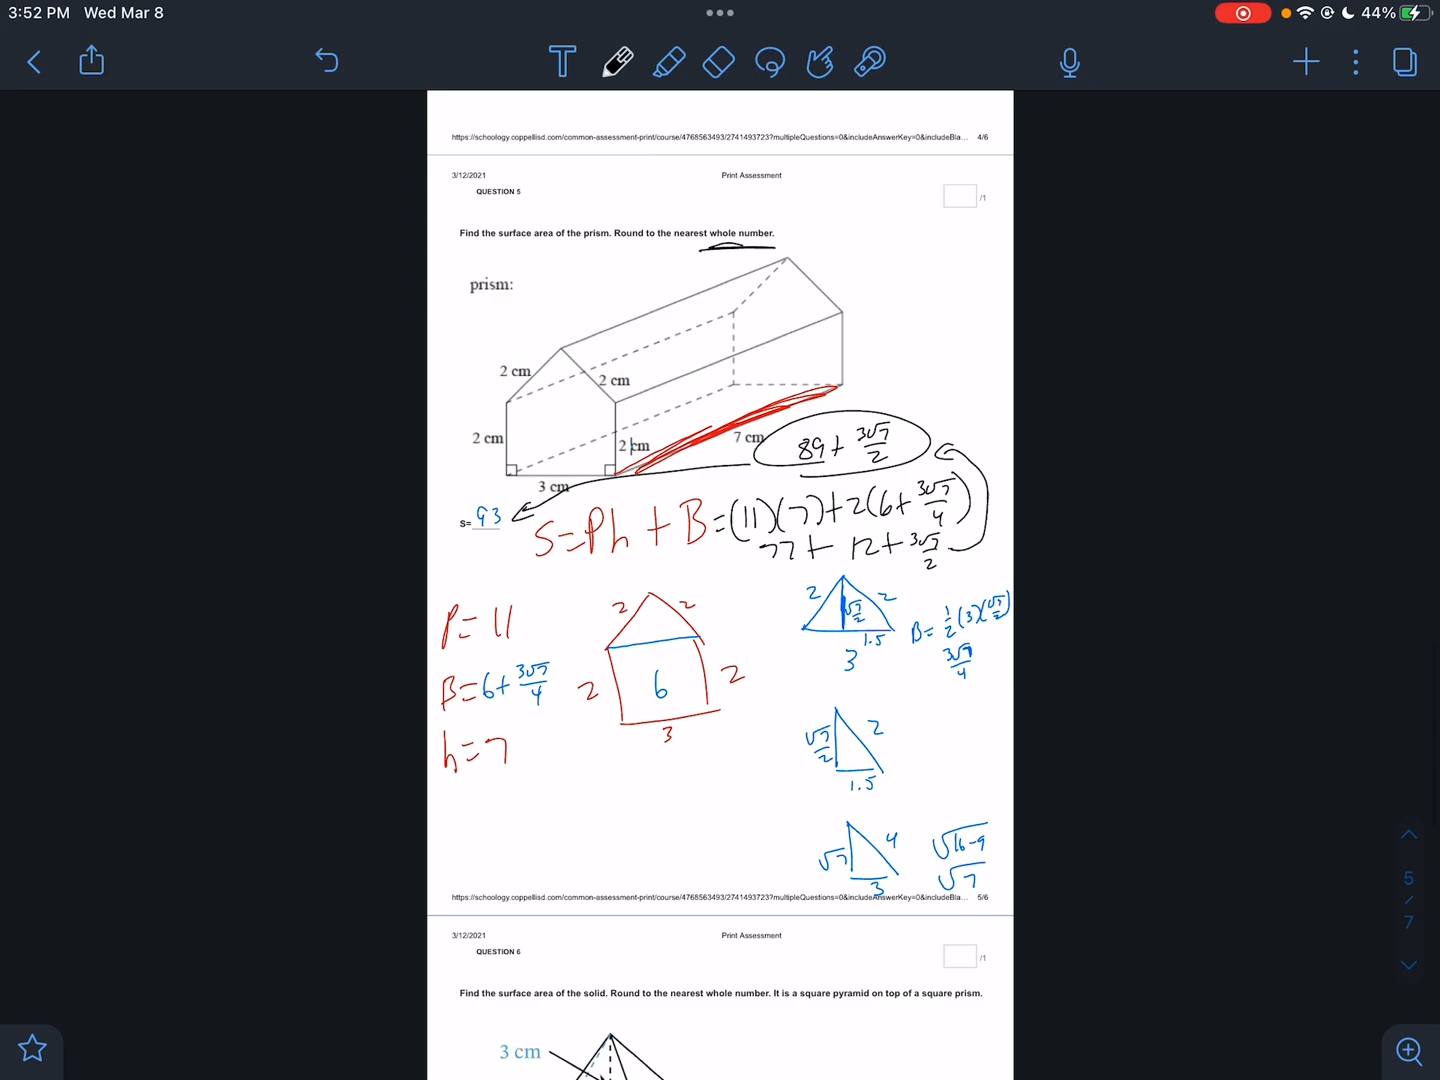 3:52 PM Wed Mar 8
44%
https://schoology.coppellisd.com/common-assessment-print/course/4768563493/2741493723?multipleQuestions=0&includeAnswerKey=0&includeBla... 4/6
3/12/2021 Print Assessment
QUESTION 5
/1
Find the surface area of the prism. Round to the nearest whole number.
prism:
2 cm
2 cm
2 cm
2 cm
7 cm
3 cm
89 + 3√7/2
S= 93
S = Ph + B = (11)(7) + 2(6 + 3√7/4)
77 + 12 + 3√7/2
P = 11
B = 6 + 3√7/4
h = 7
2 2
2 6 2
3
2 √7/2 2
1.5
3
B = 1/2 (3)(√7/2)
3√7/4
√7/2 2
1.5
√7 4
3
√16-9
√7
https://schoology.coppellisd.com/common-assessment-print/course/4768563493/2741493723?multipleQuestions=0&includeAnswerKey=0&includeBla... 5/6
3/12/2021 Print Assessment
QUESTION 6
/1
Find the surface area of the solid. Round to the nearest whole number. It is a square pyramid on top of a square prism.
3 cm
5
/
7